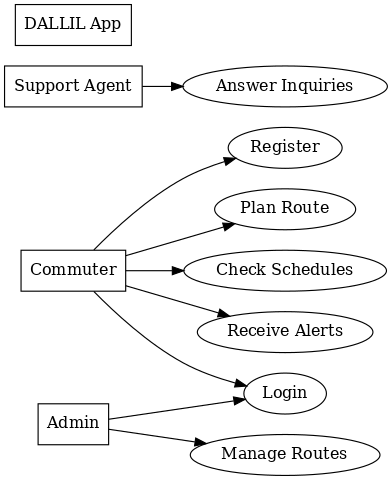 DALLIL App
Support Agent
Answer Inquiries
Register
Plan Route
Commuter
Check Schedules
Receive Alerts
Login
Admin
Manage Routes